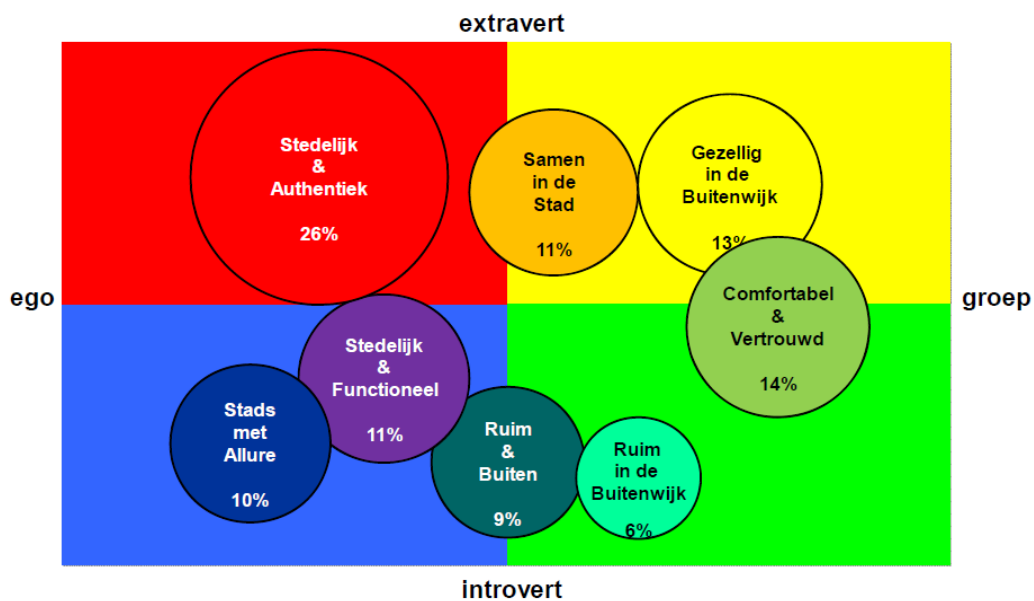 extravert
Stedelijk
&
Authentiek
26%
Samen
in de
Stad
11%
Gezellig
in de
Buitenwijk
13%
ego
groep
Comfortabel
&
Vertrouwd
14%
Stedelijk
&
Functioneel
11%
Stads
met
Allure
10%
Ruim
&
Buiten
9%
Ruim
in de
Buitenwijk
6%
introvert